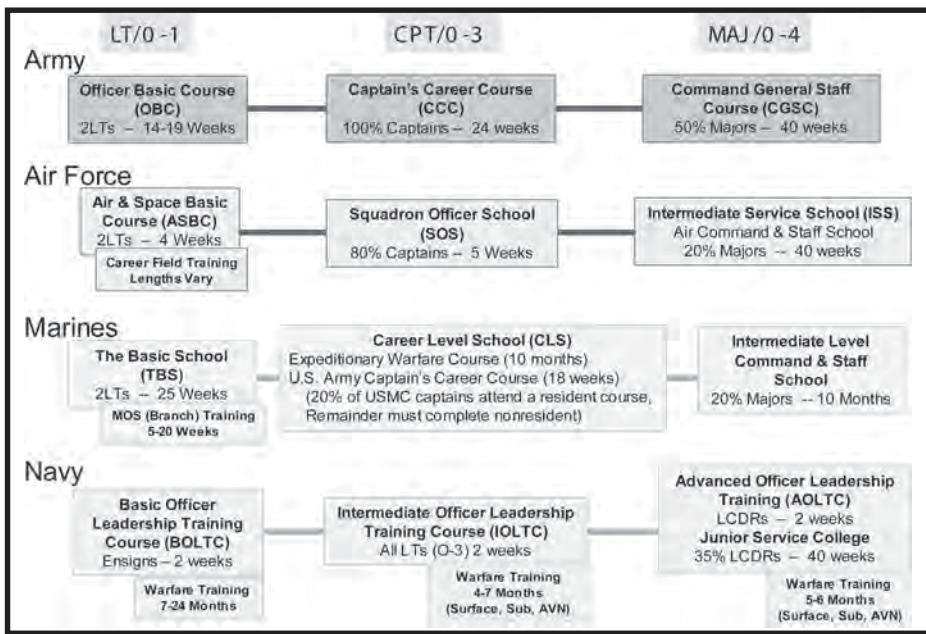 LT/0 -1
CPT/0 -3
MAJ /0 -4
Army
Officer Basic Course
(OBC)
2LTs – 14-19 Weeks
Captain's Career Course
(CCC)
100% Captains – 24 weeks
Command General Staff
Course (CGSC)
50% Majors – 40 weeks
Air Force
Air & Space Basic
Course (ASBC)
2LTs – 4 Weeks
Career Field Training
Lengths Vary
Squadron Officer School
(SOS)
80% Captains – 5 Weeks
Intermediate Service School (ISS)
Air Command & Staff School
20% Majors -- 40 weeks
Marines
The Basic School
(TBS)
2LTs – 25 Weeks
MOS (Branch) Training
5-20 Weeks
Career Level School (CLS)
Expeditionary Warfare Course (10 months)
U.S. Army Captain's Career Course (18 weeks)
(20% of USMC captains attend a resident course,
Remainder must complete nonresident)
Intermediate Level
Command & Staff
School
20% Majors -- 10 Months
Navy
Basic Officer
Leadership Training
Course (BOLTC)
Ensigns – 2 weeks
Warfare Training
7-24 Months
Intermediate Officer Leadership
Training Course (IOLTC)
All LTs (O-3) 2 weeks
Warfare Training
4-7 Months
(Surface, Sub, AVN)
Advanced Officer Leadership
Training (AOLTC)
LCDRs – 2 weeks
Junior Service College
35% LCDRs – 40 weeks
Warfare Training
5-6 Months
(Surface, Sub, AVN)